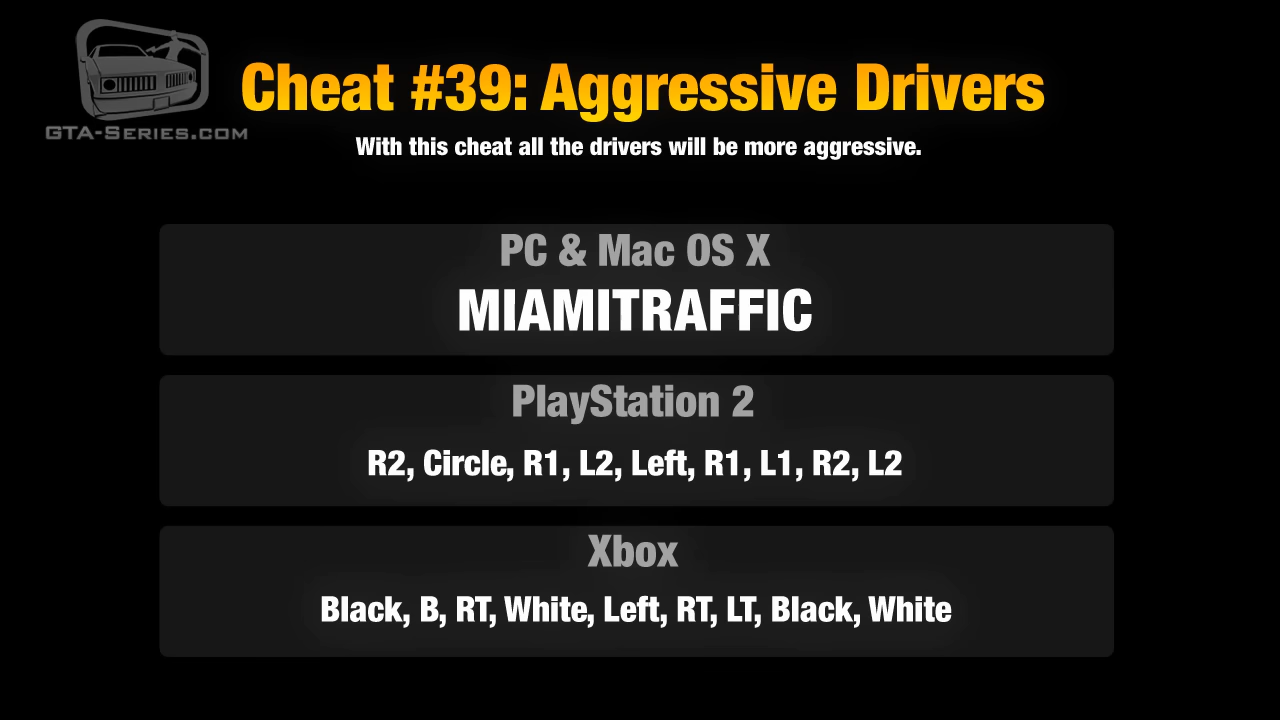 GTA-SERIES.COM
Cheat #39: Aggressive Drivers
With this cheat all the drivers will be more aggressive.
PC & Mac OS X
MIAMITRAFFIC
PlayStation 2
R2, Circle, R1, L2, Left, R1, L1, R2, L2
Xbox
Black, B, RT, White, Left, RT, LT, Black, White